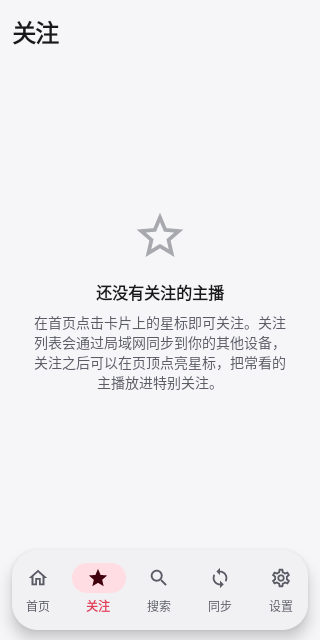 关注
还没有关注的主播
在首页点击卡片上的星标即可关注。关注
列表会通过局域网同步到你的其他设备，
关注之后可以在页顶点亮星标，把常看的
主播放进特别关注。
首页
关注
搜索
同步
设置